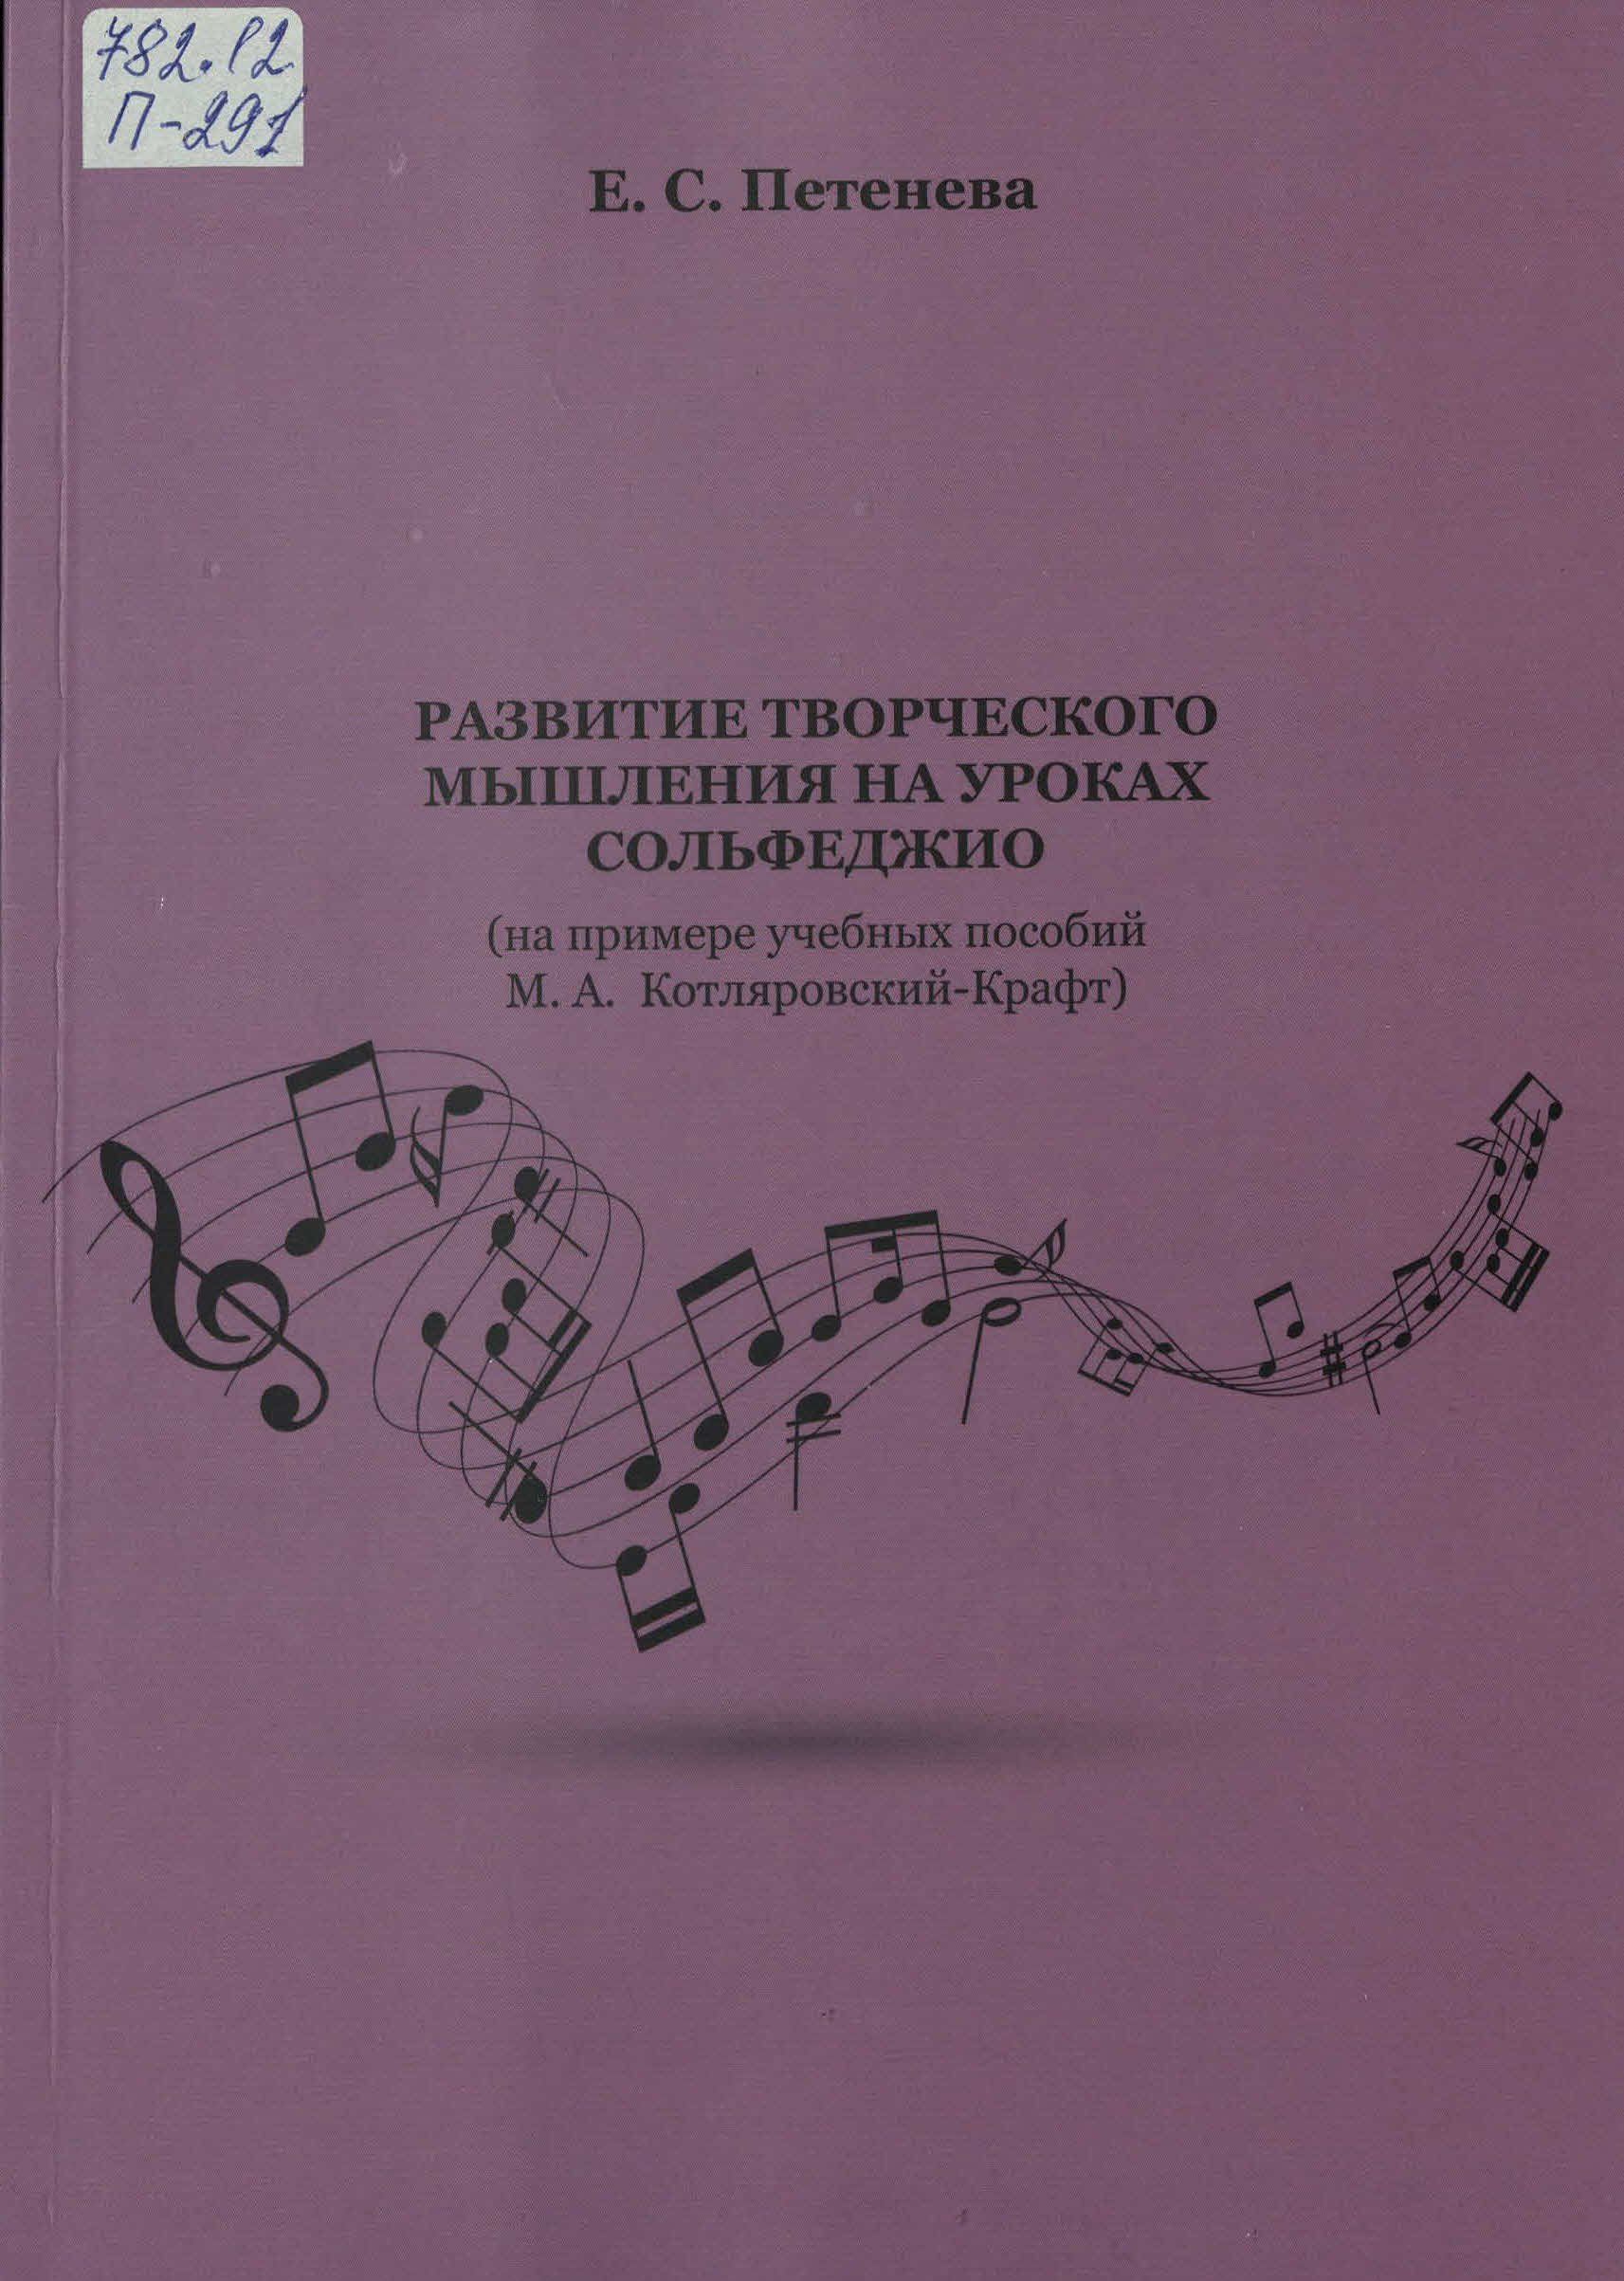 782.12
П-291
Е. С. Петенева
РАЗВИТИЕ ТВОРЧЕСКОГО
МЫШЛЕНИЯ НА УРОКАХ
СОЛЬФЕДЖИО
(на примере учебных пособий
М. А. Котляровский-Крафт)